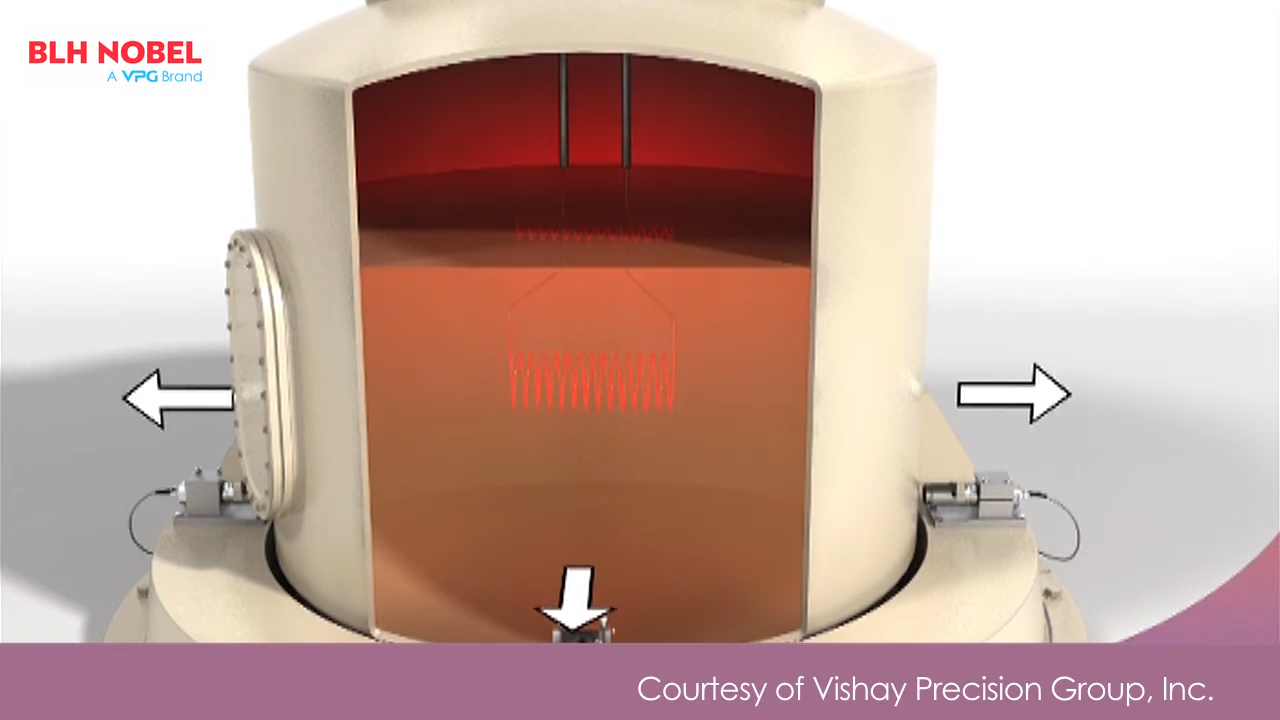 BLH NOBEL
A VPG Brand
Courtesy of Vishay Precision Group, Inc.